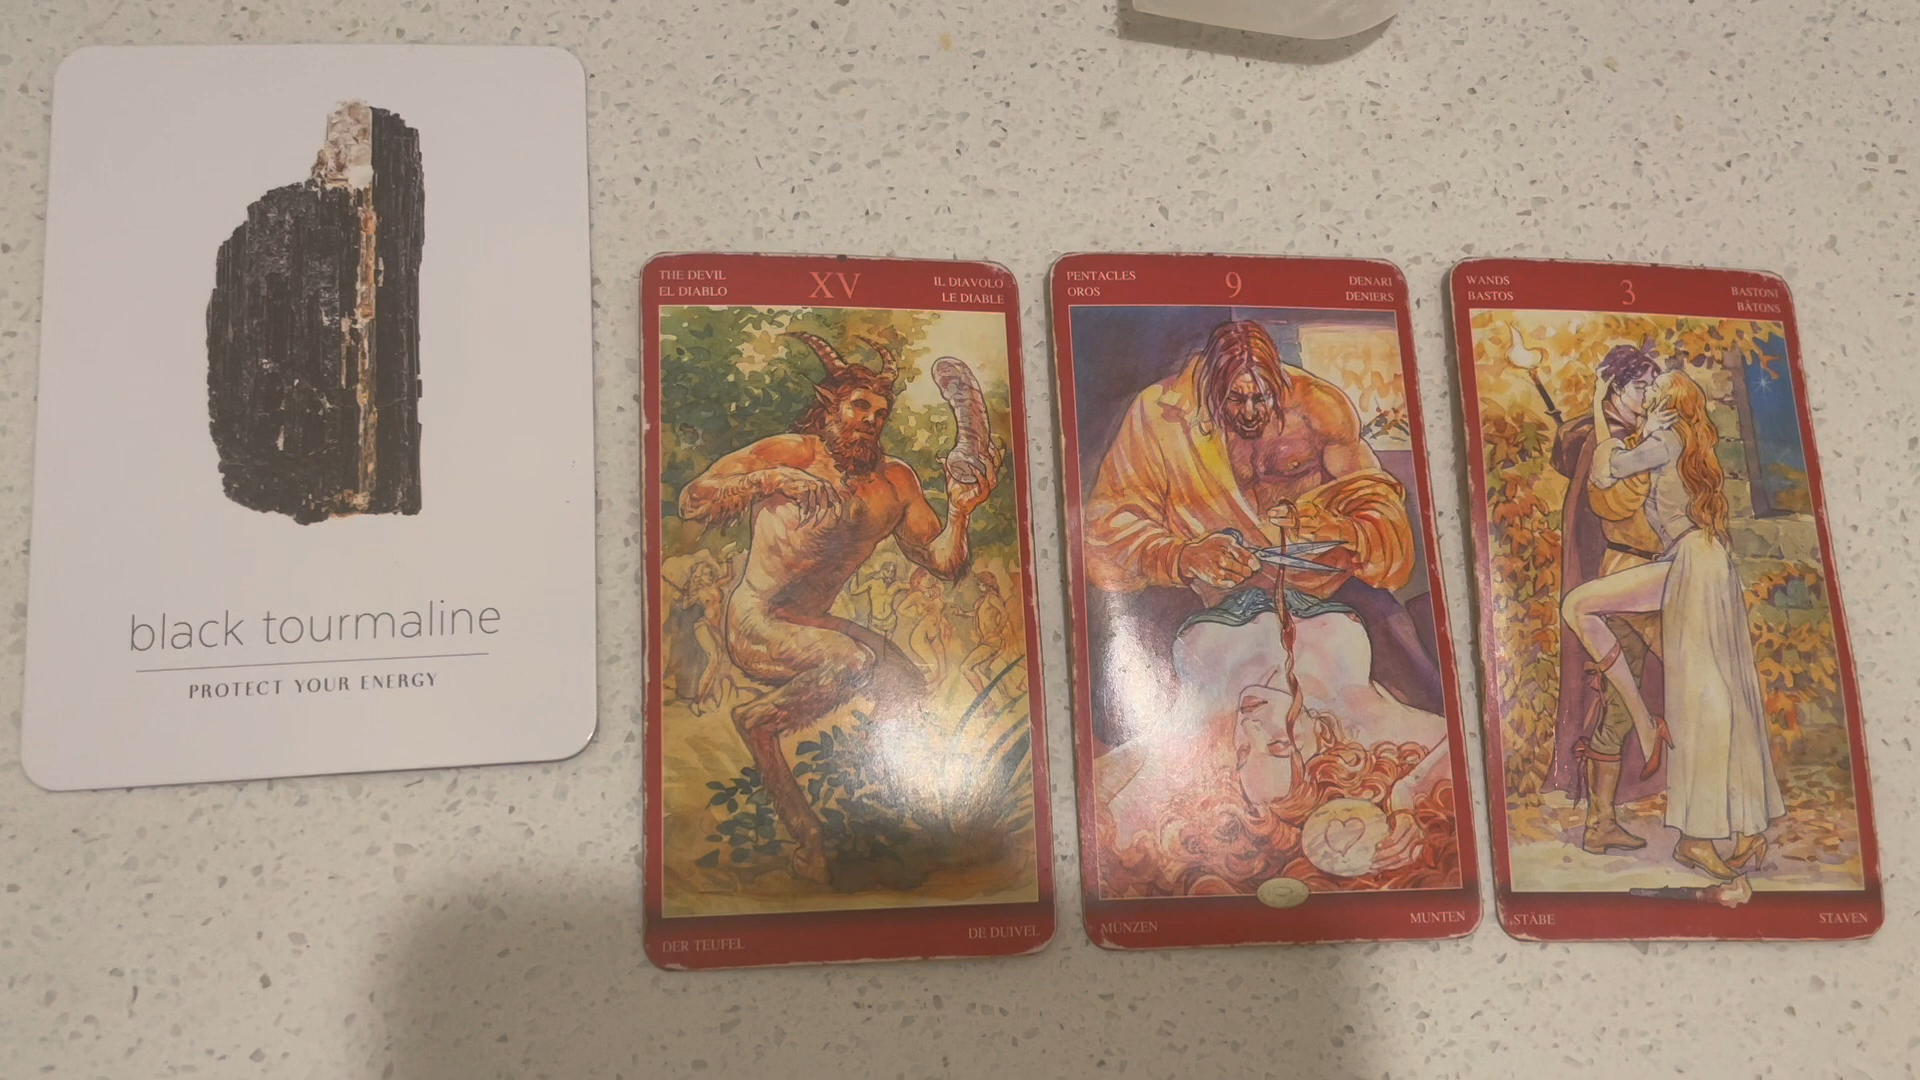 black tourmaline
PROTECT YOUR ENERGY
THE DEVIL
EL DIABLO
XV
IL DIAVOLO
LE DIABLE
DER TEUFEL
DE DUIVEL
PENTACLES
OROS
9
DENARI
DENIERS
MÜNZEN
MUNTEN
WANDS
BASTOS
3
BASTONI
BÂTONS
STÄBE
STAVEN